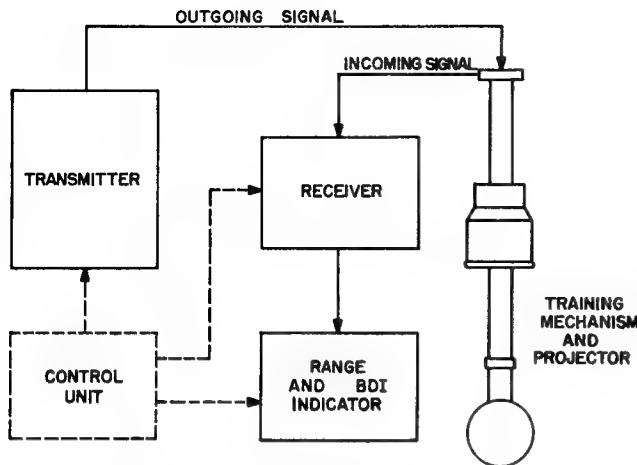 OUTGOING SIGNAL
INCOMING SIGNAL
TRANSMITTER
RECEIVER
TRAINING
MECHANISM
AND
PROJECTOR
CONTROL
UNIT
RANGE
AND BDI
INDICATOR